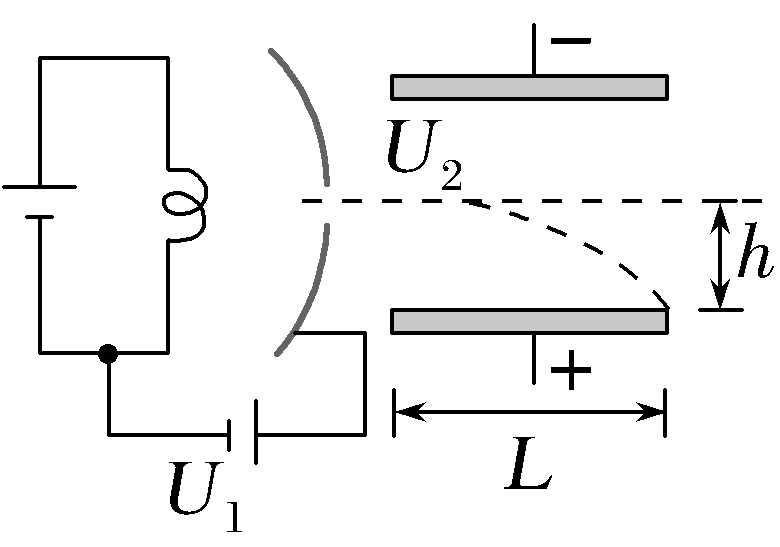 −
U₂
h
+
L
U₁